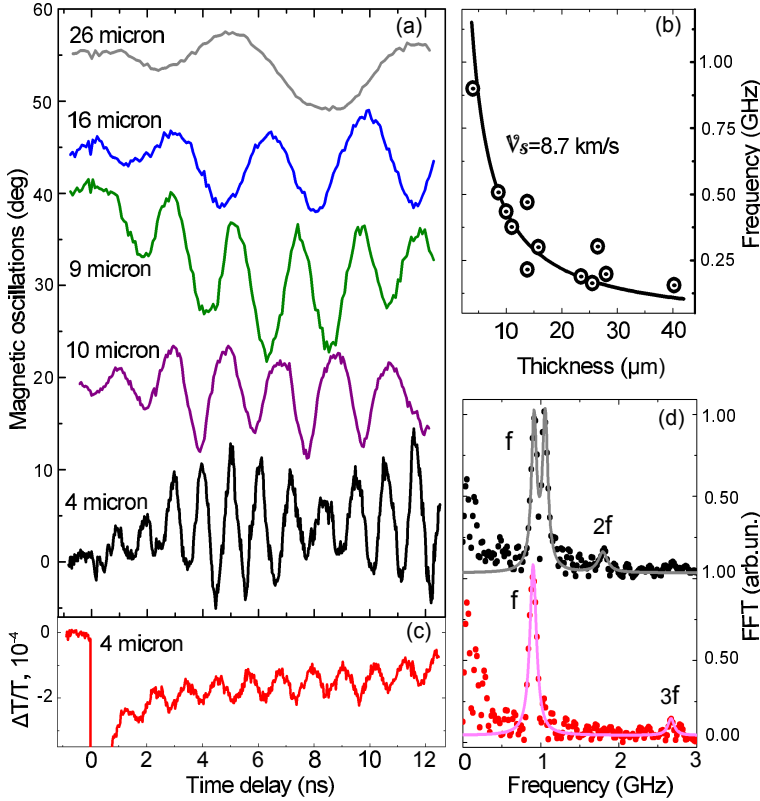 (a)
26 micron
16 micron
9 micron
10 micron
4 micron
60
50
40
30
20
10
0
Magnetic oscillations (deg)
(b)
𝒱s=8.7 km/s
1.00
0.75
0.50
0.25
Frequency (GHz)
10 20 30 40
Thickness (µm)
(c)
4 micron
0
-2
ΔT/T, 10⁻⁴
0 2 4 6 8 10 12
Time delay (ns)
(d)
f
2f
f
3f
1.00
0.50
1.00
0.50
0.00
FFT (arb.un.)
0 1 2 3
Frequency (GHz)